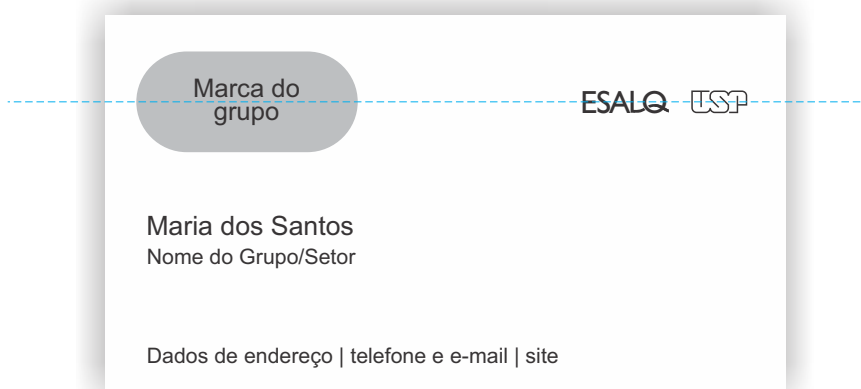 Marca do
grupo
ESALQ USP
Maria dos Santos
Nome do Grupo/Setor
Dados de endereço | telefone e e-mail | site